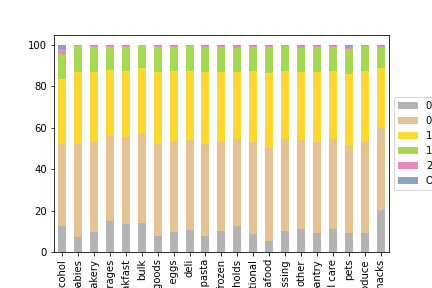 100
80
60
40
20
0
0
0
1
1
2
O
cohol
abies
akery
rages
akfast
bulk
goods
eggs
deli
pasta
rozen
holds
tional
afood
ssing
other
antry
l care
pets
oduce
nacks